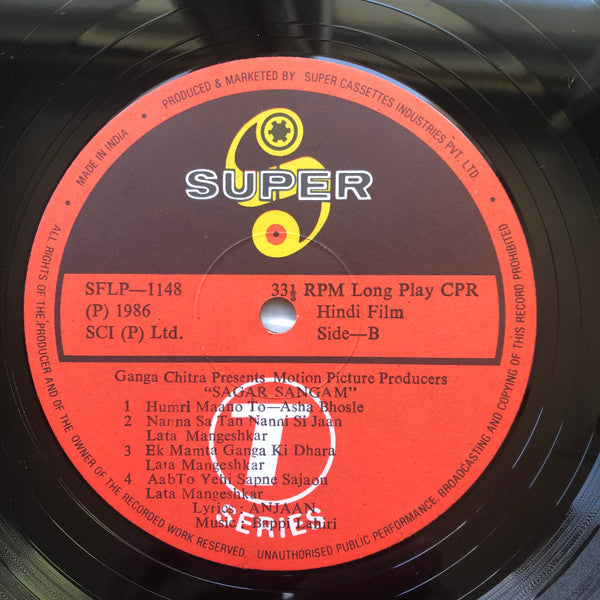 MADE IN INDIA • PRODUCED & MARKETED BY SUPER CASSETTES INDUSTRIES PVT. LTD. •
SUPER
SFLP—1148
(P) 1986
SCI (P) Ltd.
33⅓ RPM Long Play CPR
Hindi Film
Side—B
Ganga Chitra Presents Motion Picture Producers
"SAGAR SANGAM"
1 Humri Maano To—Asha Bhosle
2 Nanna Sa Tan Nanni Si Jaan
Lata Mangeshkar
3 Ek Mamta Ganga Ki Dhara
Lata Mangeshkar
4 AabTo Yehi Sapne Sajaon
Lata Mangeshkar
Lyrics : ANJAAN
Music : Bappi Lahiri
7
SERIES
ALL RIGHTS OF THE PRODUCER AND OF THE OWNER OF THE RECORDED WORK RESERVED. UNAUTHORISED PUBLIC PERFORMANCE, BROADCASTING AND COPYING OF THIS RECORD PROHIBITED